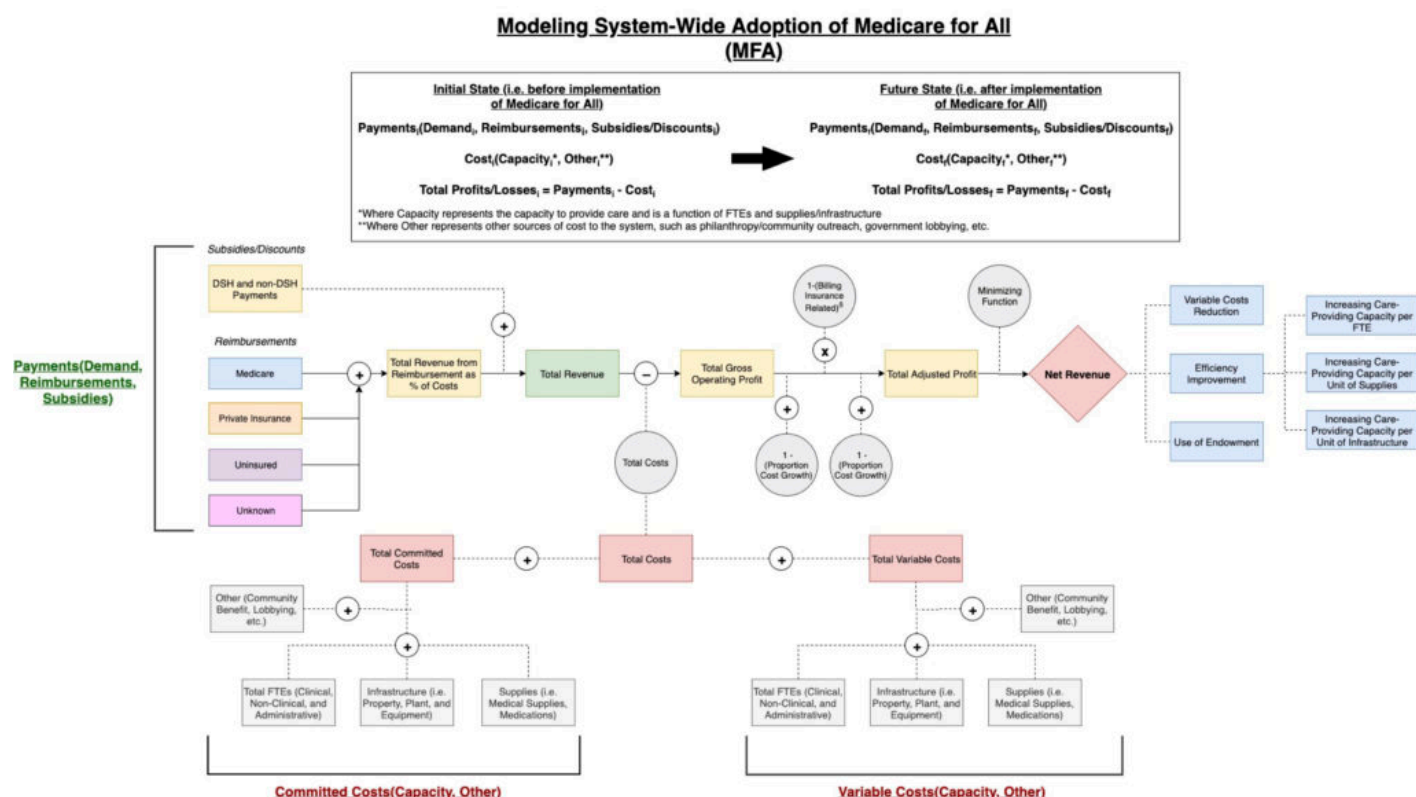 Modeling System-Wide Adoption of Medicare for All
(MFA)
Initial State (i.e. before implementation
of Medicare for All)
Paymentsi(Demandi, Reimbursementsi, Subsidies/Discountsi)
Costi(Capacityi*, Otheri**)
Total Profits/Lossesi = Paymentsi - Costi
Future State (i.e. after implementation
of Medicare for All)
Paymentsf(Demandf, Reimbursementsf, Subsidies/Discountsf)
Costf(Capacityf*, Otherf**)
Total Profits/Lossesf = Paymentsf - Costf
*Where Capacity represents the capacity to provide care and is a function of FTEs and supplies/infrastructure
**Where Other represents other sources of cost to the system, such as philanthropy/community outreach, government lobbying, etc.
Payments(Demand,
Reimbursements,
Subsidies)
Subsidies/Discounts
DSH and non-DSH
Payments
Reimbursements
Medicare
Private Insurance
Uninsured
Unknown
+
Total Revenue from
Reimbursement as
% of Costs
+
Total Revenue
−
Total Costs
Total Gross
Operating Profit
1-(Billing
Insurance
Related)§
x
+
1 -
(Proportion
Cost Growth)
+
1 -
(Proportion
Cost Growth)
Total Adjusted Profit
Minimizing
Function
Net Revenue
Variable Costs
Reduction
Efficiency
Improvement
Use of Endowment
Increasing Care-
Providing Capacity per
FTE
Increasing Care-
Providing Capacity per
Unit of Supplies
Increasing Care-
Providing Capacity per
Unit of Infrastructure
Total Committed
Costs
+
Total Costs
+
Total Variable Costs
Other (Community
Benefit, Lobbying,
etc.)
+
+
Total FTEs (Clinical,
Non-Clinical, and
Administrative)
Infrastructure (i.e.
Property, Plant, and
Equipment)
Supplies (i.e.
Medical Supplies,
Medications)
Committed Costs(Capacity, Other)
+
Other (Community
Benefit, Lobbying,
etc.)
+
Total FTEs (Clinical,
Non-Clinical, and
Administrative)
Infrastructure (i.e.
Property, Plant, and
Equipment)
Supplies (i.e.
Medical Supplies,
Medications)
Variable Costs(Capacity, Other)